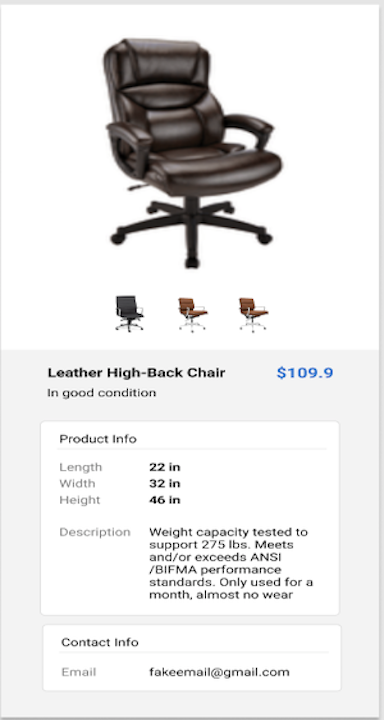 Leather High-Back Chair $109.9
In good condition
Product Info
Length 22 in
Width 32 in
Height 46 in
Description Weight capacity tested to
support 275 lbs. Meets
and/or exceeds ANSI
/BIFMA performance
standards. Only used for a
month, almost no wear
Contact Info
Email fakeemail@gmail.com